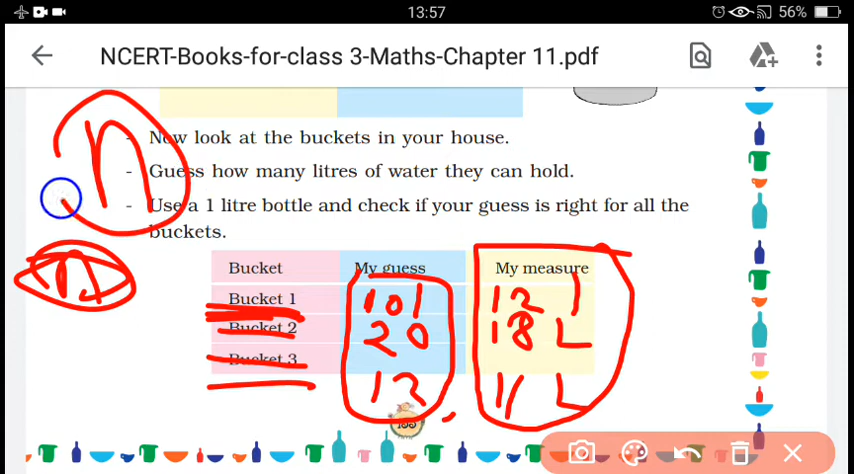 13:57 56%
NCERT-Books-for-class 3-Maths-Chapter 11.pdf
- Now look at the buckets in your house.
- Guess how many litres of water they can hold.
- Use a 1 litre bottle and check if your guess is right for all the
buckets.
n
n
Bucket My guess My measure
Bucket 1 10 l 12 l
Bucket 2 20 18 L
Bucket 3 12 11 L